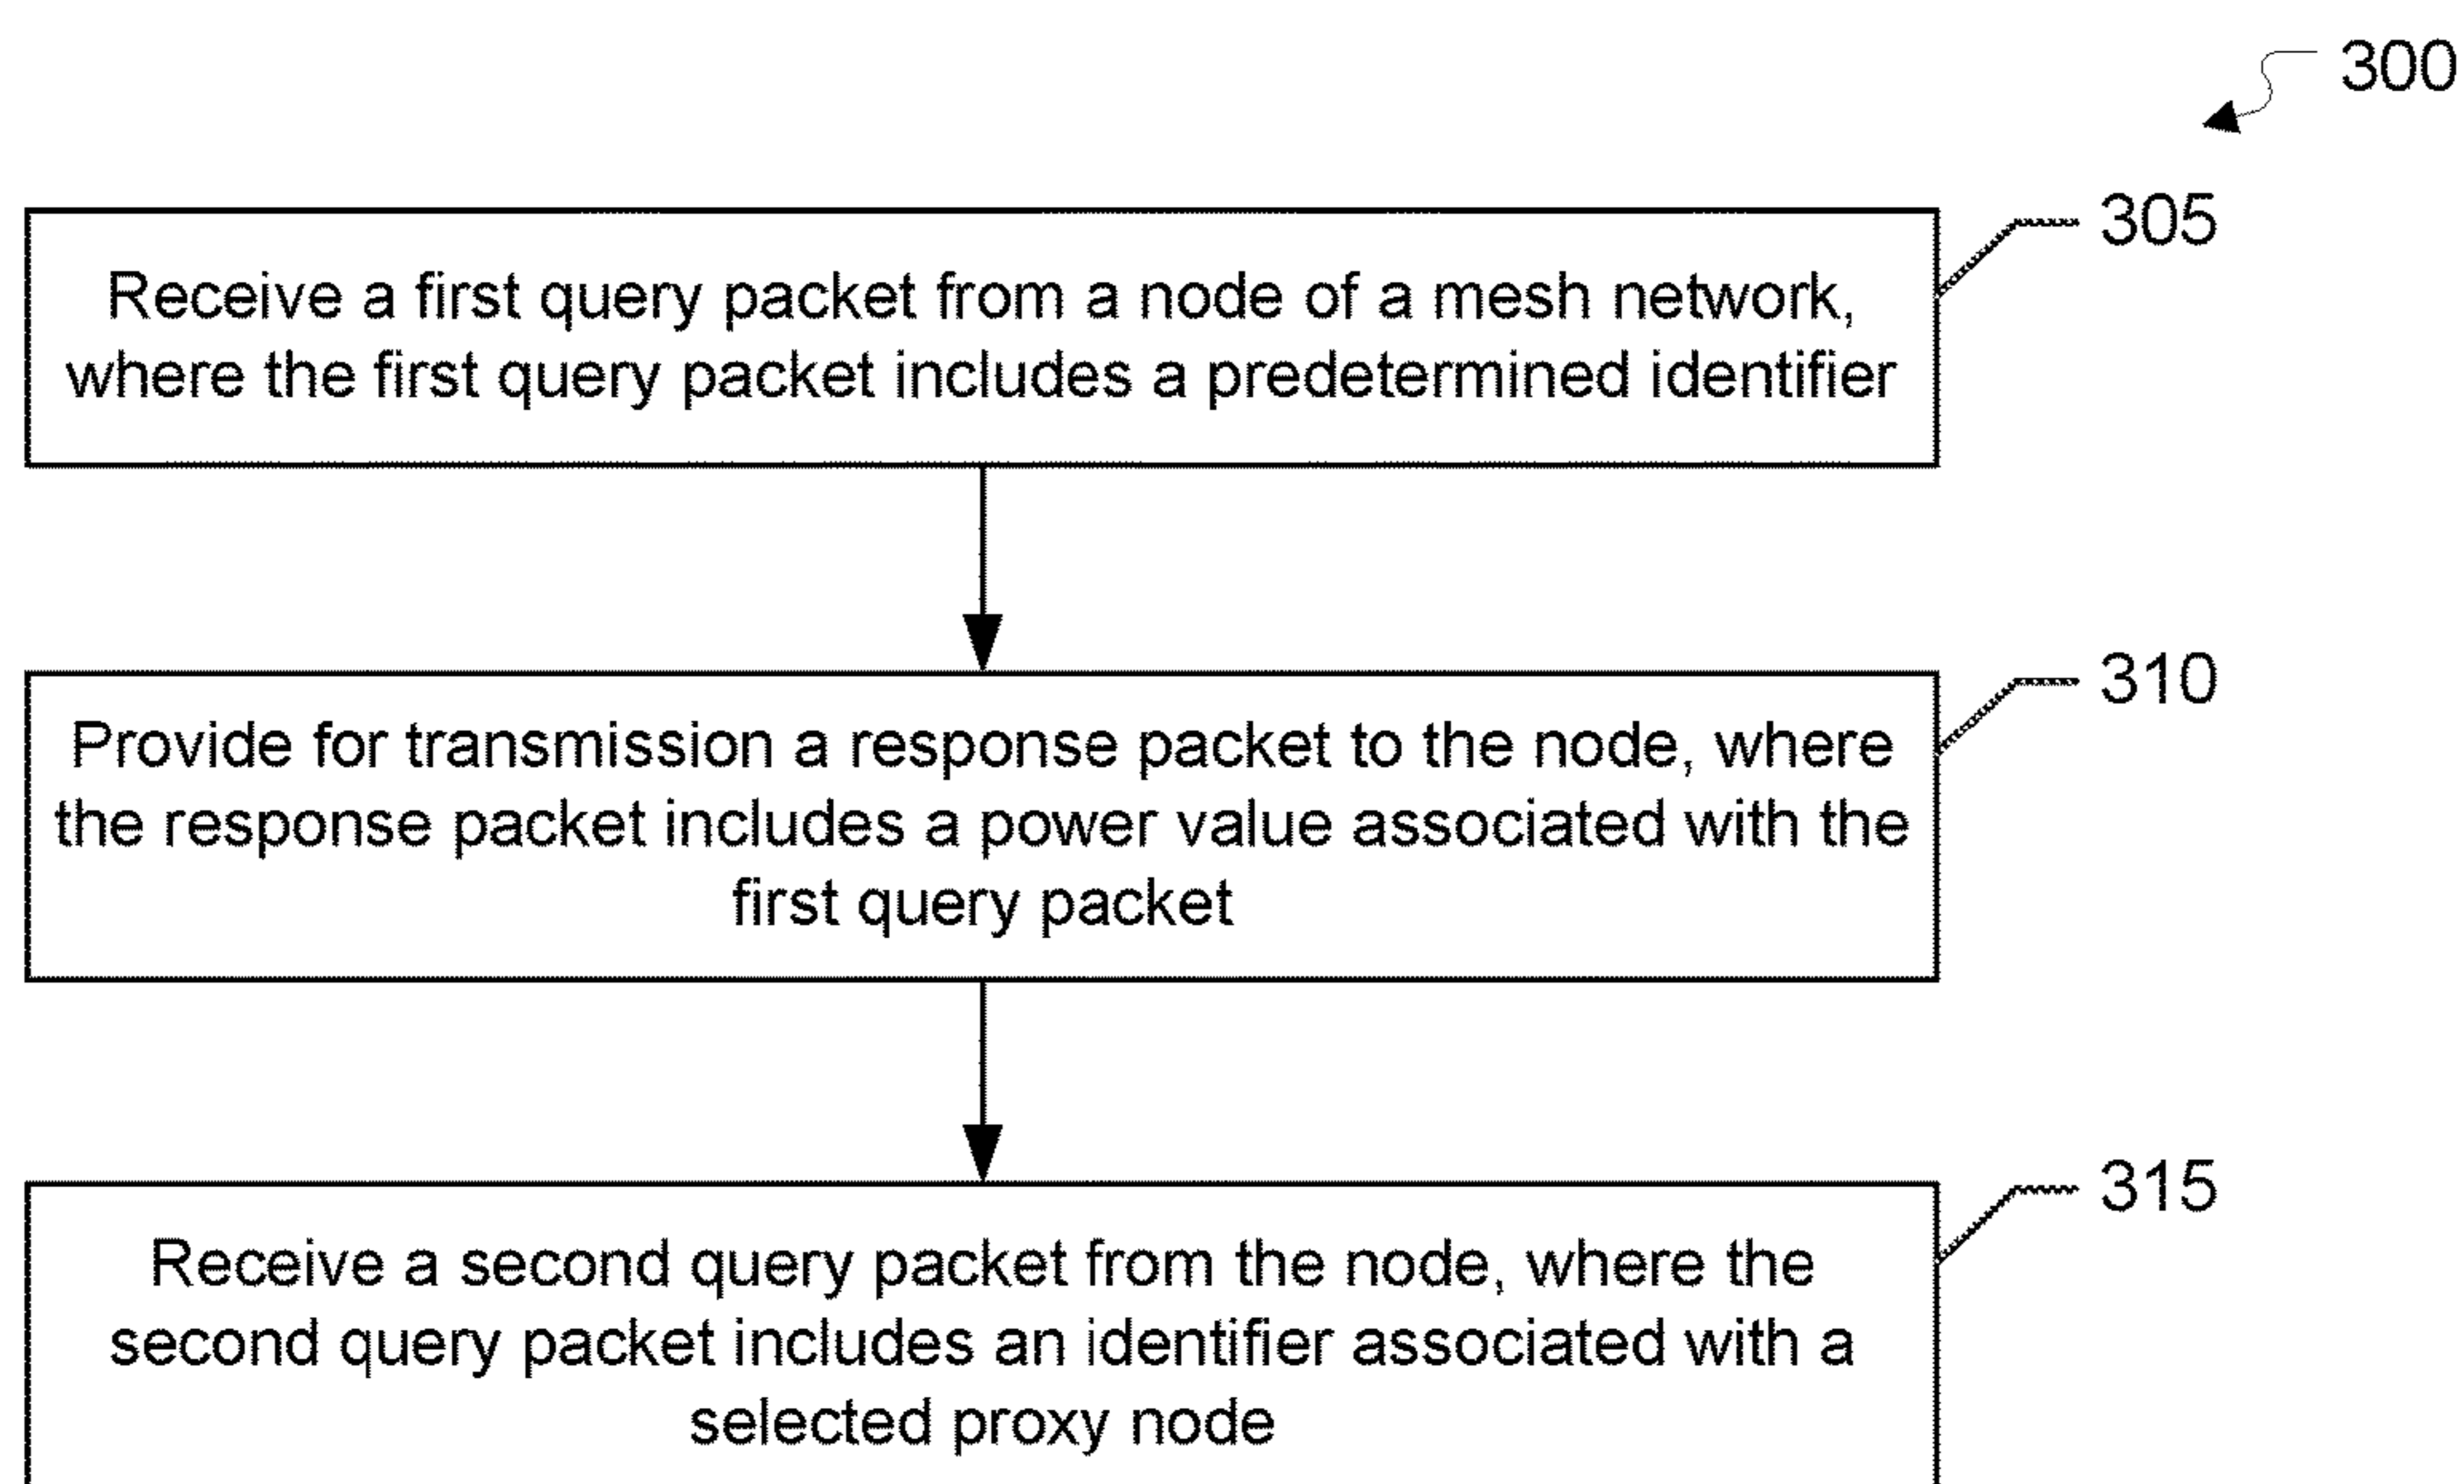 300
305
Receive a first query packet from a node of a mesh network,
where the first query packet includes a predetermined identifier
310
Provide for transmission a response packet to the node, where
the response packet includes a power value associated with the
first query packet
315
Receive a second query packet from the node, where the
second query packet includes an identifier associated with a
selected proxy node